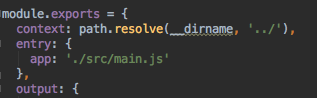 module.exports = {
  context: path.resolve(__dirname, '../'),
  entry: {
    app: './src/main.js'
  },
  output: {